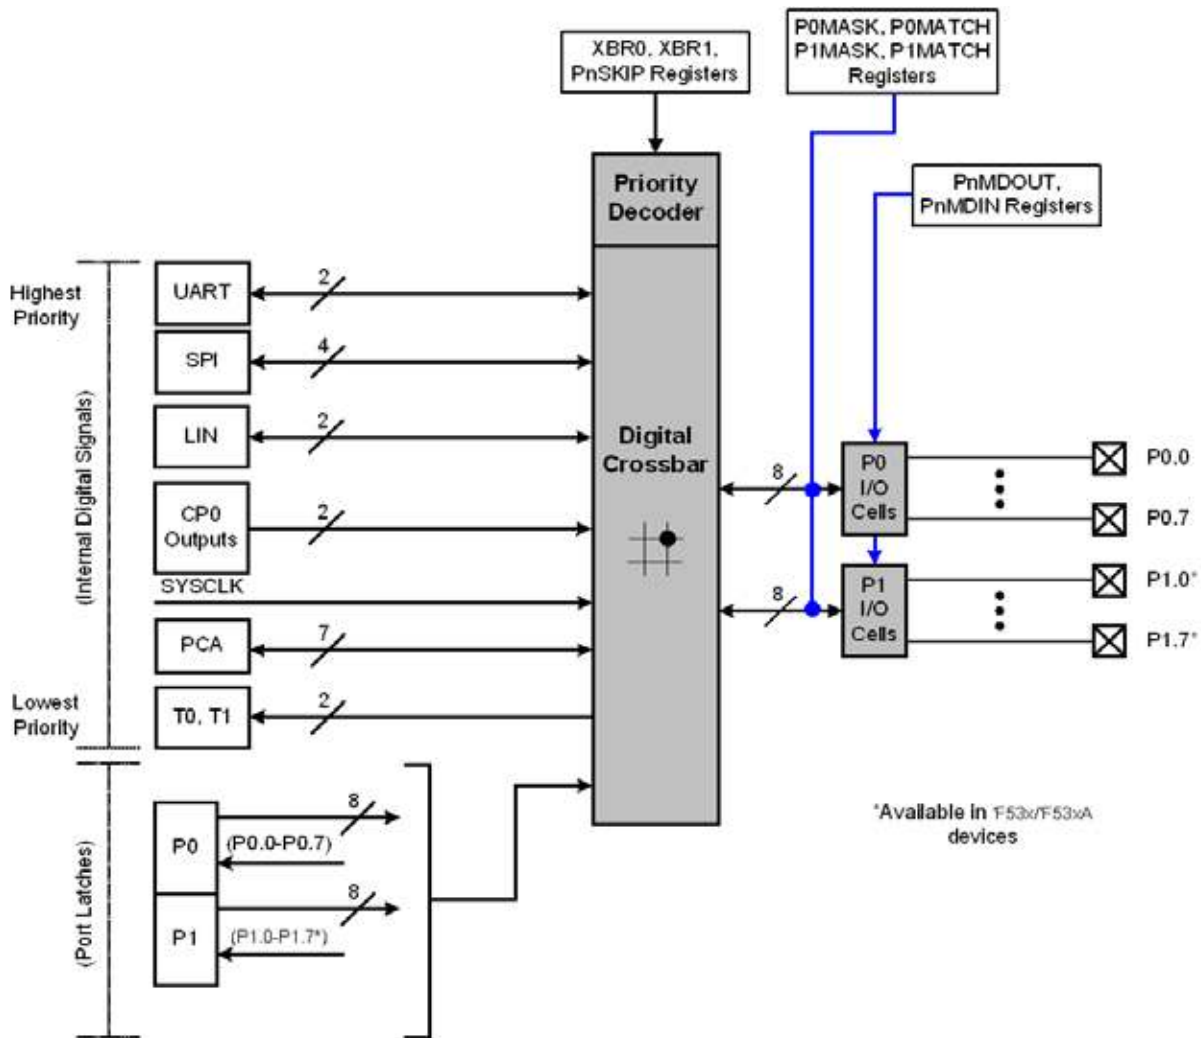 XBR0, XBR1,
PnSKIP Registers
P0MASK, P0MATCH
P1MASK, P1MATCH
Registers
PnMDOUT,
PnMDIN Registers
Priority
Decoder
Highest
Priority
(Internal Digital Signals)
UART
2
SPI
4
LIN
2
CP0
Outputs
2
SYSCLK
PCA
7
Lowest
Priority
T0, T1
2
Digital
Crossbar
8
P0
I/O
Cells
P0.0
P0.7
8
P1
I/O
Cells
P1.0*
P1.7*
(Port Latches)
P0
8
(P0.0-P0.7)
P1
8
(P1.0-P1.7*)
*Available in 'F53x/'F53xA
devices